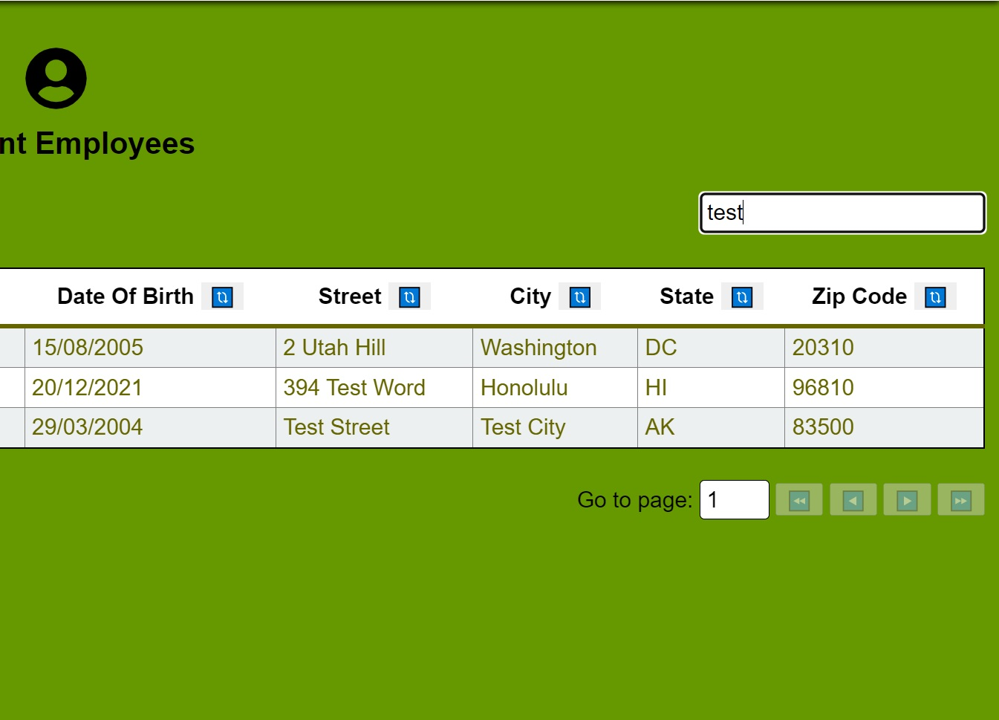 nt Employees
test
Date Of Birth Street City State Zip Code
15/08/2005 2 Utah Hill Washington DC 20310
20/12/2021 394 Test Word Honolulu HI 96810
29/03/2004 Test Street Test City AK 83500
Go to page: 1